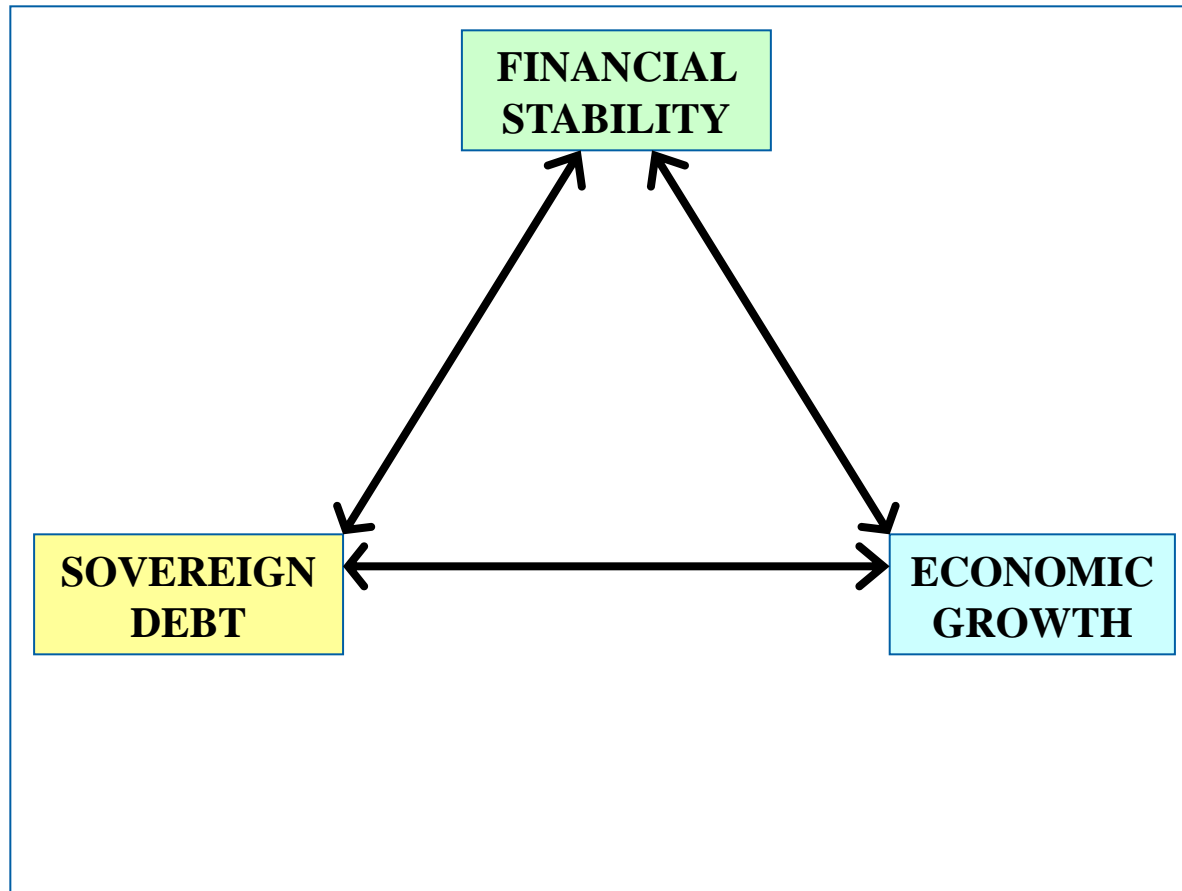 FINANCIAL
STABILITY
SOVEREIGN
DEBT
ECONOMIC
GROWTH